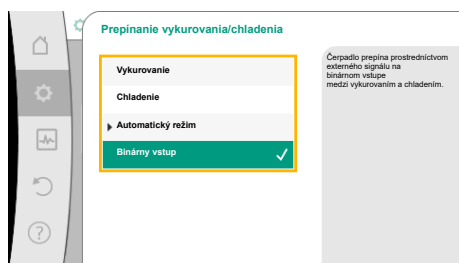 Prepínanie vykurovania/chladenia
Vykurovanie
Chladenie
Automatický režim
Binárny vstup
Čerpadlo prepína prostredníctvom
externého signálu na
binárnom vstupe
medzi vykurovaním a chladením.